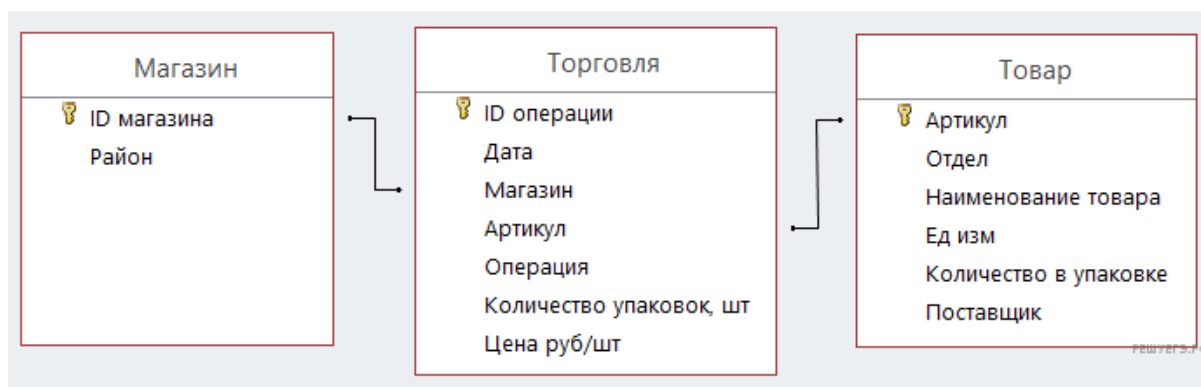 Магазин
ID магазина
Район
Торговля
ID операции
Дата
Магазин
Артикул
Операция
Количество упаковок, шт
Цена руб/шт
Товар
Артикул
Отдел
Наименование товара
Ед изм
Количество в упаковке
Поставщик